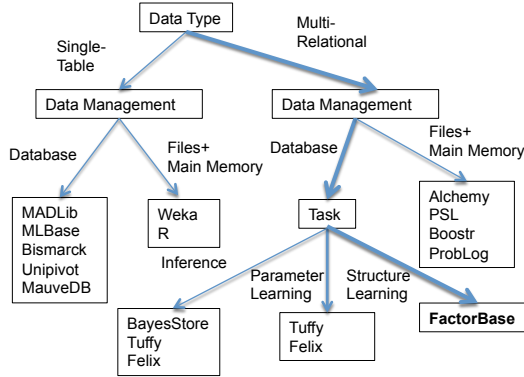 Data Type
Single-
Table
Multi-
Relational
Data Management
Data Management
Database
Files+
Main Memory
Database
Files+
Main Memory
MADLib
MLBase
Bismarck
Unipivot
MauveDB
Weka
R
Task
Alchemy
PSL
Boostr
ProbLog
Inference
Parameter
Learning
Structure
Learning
BayesStore
Tuffy
Felix
Tuffy
Felix
FactorBase